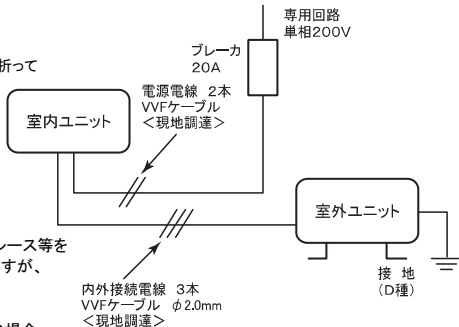 専用回路
単相200V
ブレーカ
20A
折って
電源電線 2本
VVFケーブル
<現地調達>
室内ユニット
室外ユニット
ース等を
すが、
接 地
(D種)
内外接続電線 3本
VVFケーブル φ2.0mm
<現地調達>